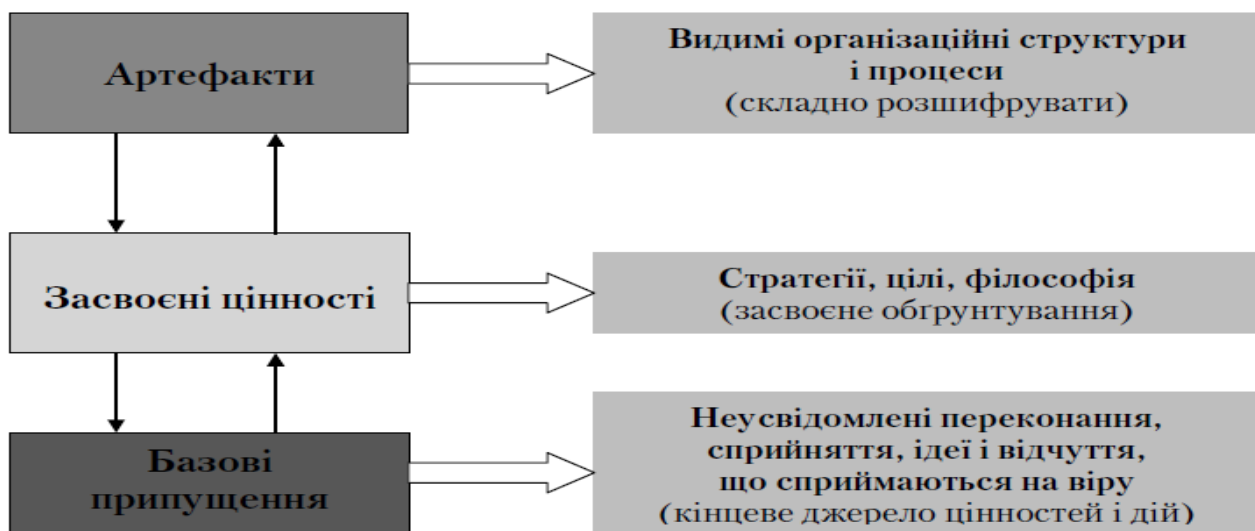 Артефакти
Видимі організаційні структури
і процеси
(складно розшифрувати)
Засвоєні цінності
Стратегії, цілі, філософія
(засвоєне обґрунтування)
Базові
припущення
Неусвідомлені переконання,
сприйняття, ідеї і відчуття,
що сприймаються на віру
(кінцеве джерело цінностей і дій)